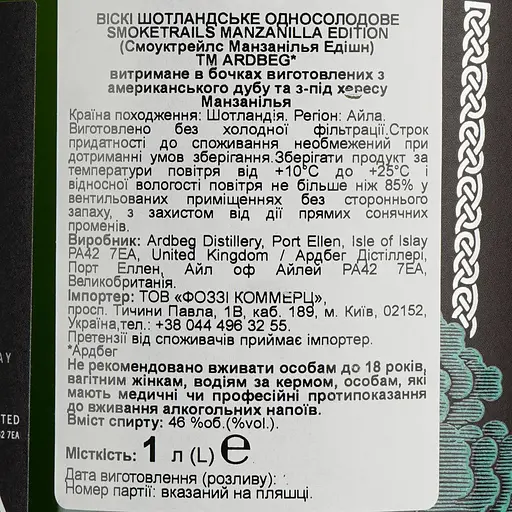 ВІСКІ ШОТЛАНДСЬКЕ ОДНОСОЛОДОВЕ
SMOKETRAILS MANZANILLA EDITION
(Смоуктрейлс Манзанілья Едішн)
ТМ ARDBEG*
витримане в бочках виготовлених з
американського дубу та з-під хересу
Манзанілья
Країна походження: Шотландія. Регіон: Айла.
Виготовлено без холодної фільтрації.Строк
придатності до споживання необмежений при
дотриманні умов зберігання.Зберігати продукт за
температури повітря від +10°С до +25°С і
відносної вологості повітря не більше ніж 85% у
вентильованих приміщеннях без стороннього
запаху, з захистом від дії прямих сонячних
променів.
Виробник: Ardbeg Distillery, Port Ellen, Isle of Islay
PA42 7EA, United Kingdom / Ардбег Дістіллері,
Порт Еллен, Айл оф Айлей PA42 7EA,
Великобританія.
Імпортер: ТОВ «ФОЗЗІ КОММЕРЦ»,
просп. Тичини Павла, 1В, каб. 189, м. Київ, 02152,
Україна,тел.: +38 044 496 32 55.
Претензії від споживачів приймає імпортер.
*Ардбег
Не рекомендовано вживати особам до 18 років,
вагітним жінкам, водіям за кермом, особам, які
мають медичні чи професійні протипоказання
до вживання алкогольних напоїв.
Вміст спирту: 46 %об.(%vol.).
Місткість: 1 л (L) e
Дата виготовлення (розливу):
Номер партії: вказаний на пляшці.
AY
TED
2 7EA